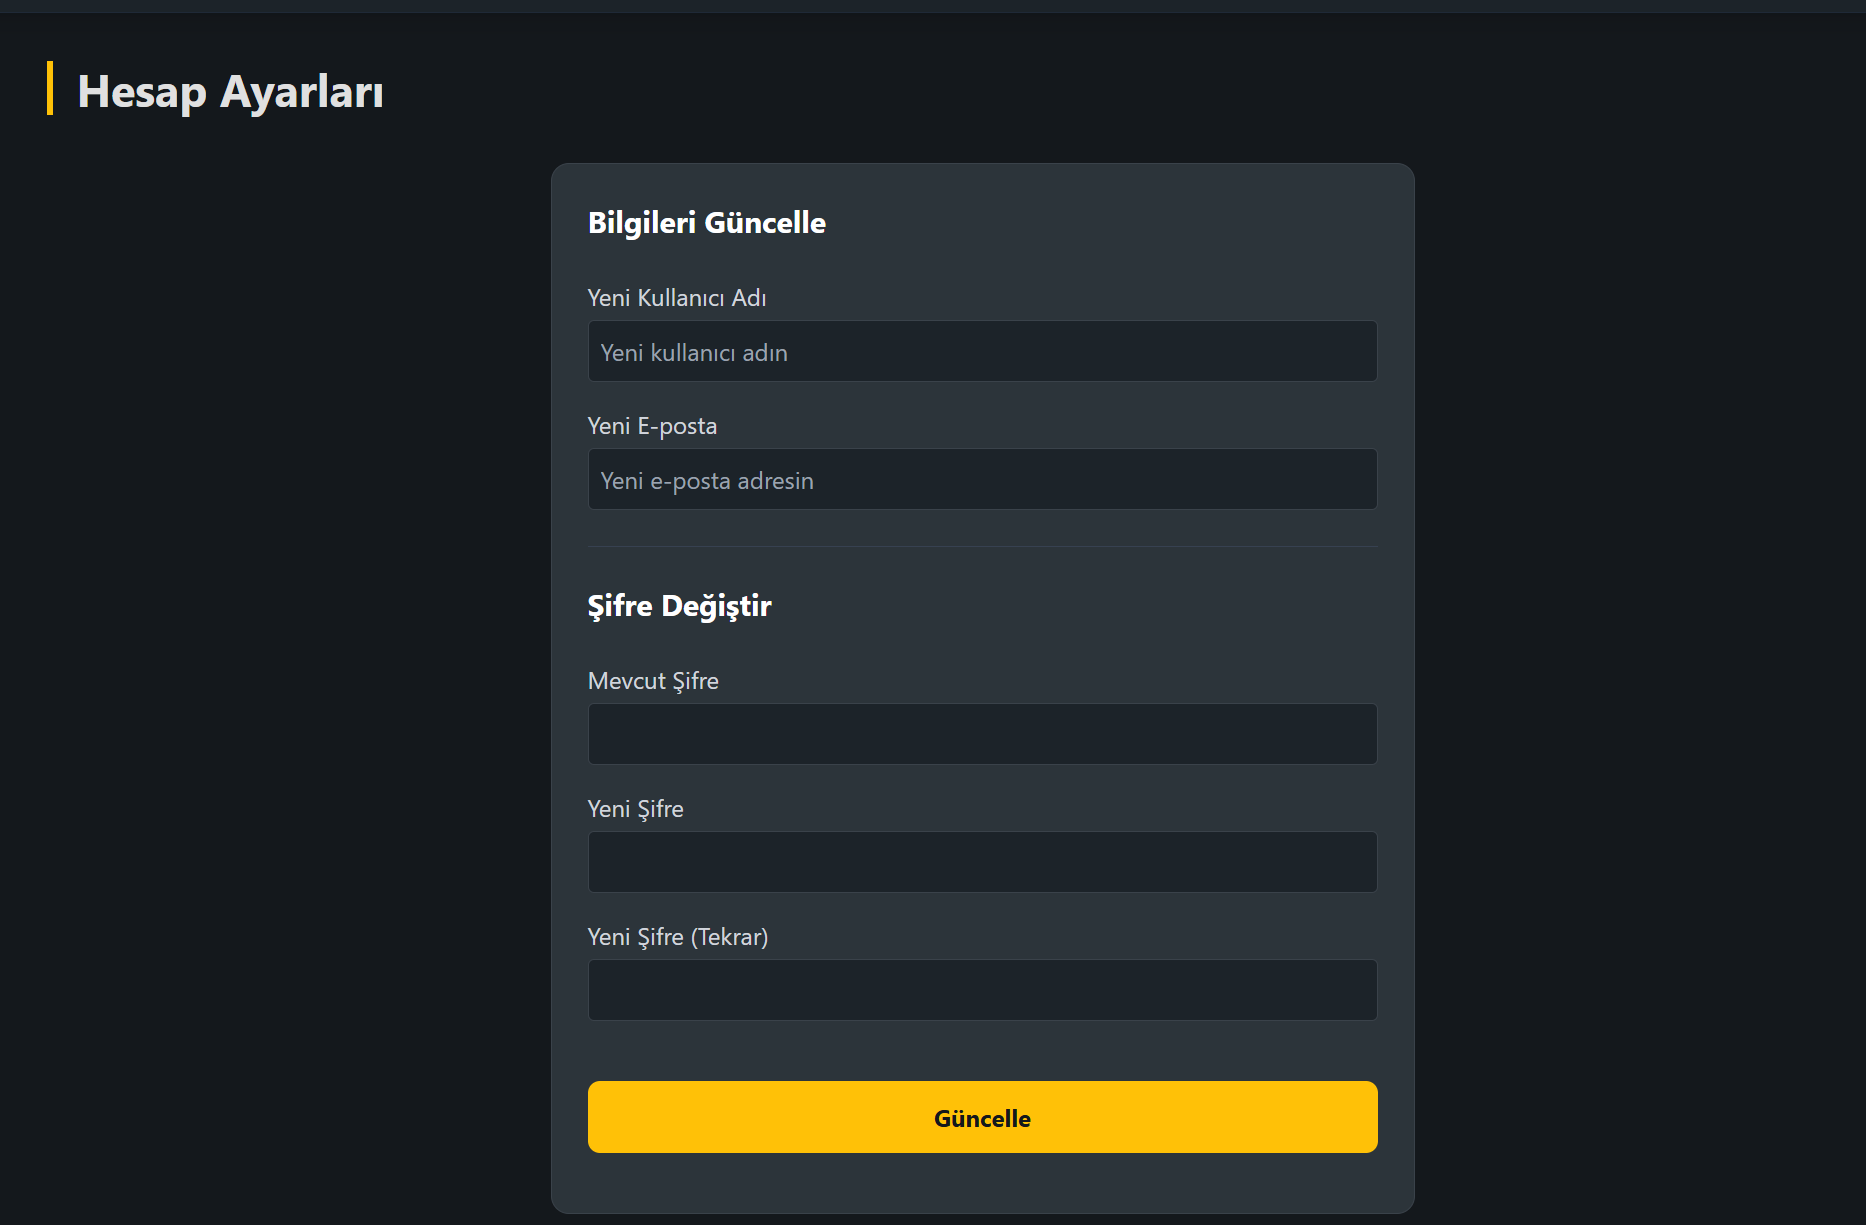 Hesap Ayarları
Bilgileri Güncelle
Yeni Kullanıcı Adı
Yeni kullanıcı adın
Yeni E-posta
Yeni e-posta adresin
Şifre Değiştir
Mevcut Şifre
Yeni Şifre
Yeni Şifre (Tekrar)
Güncelle